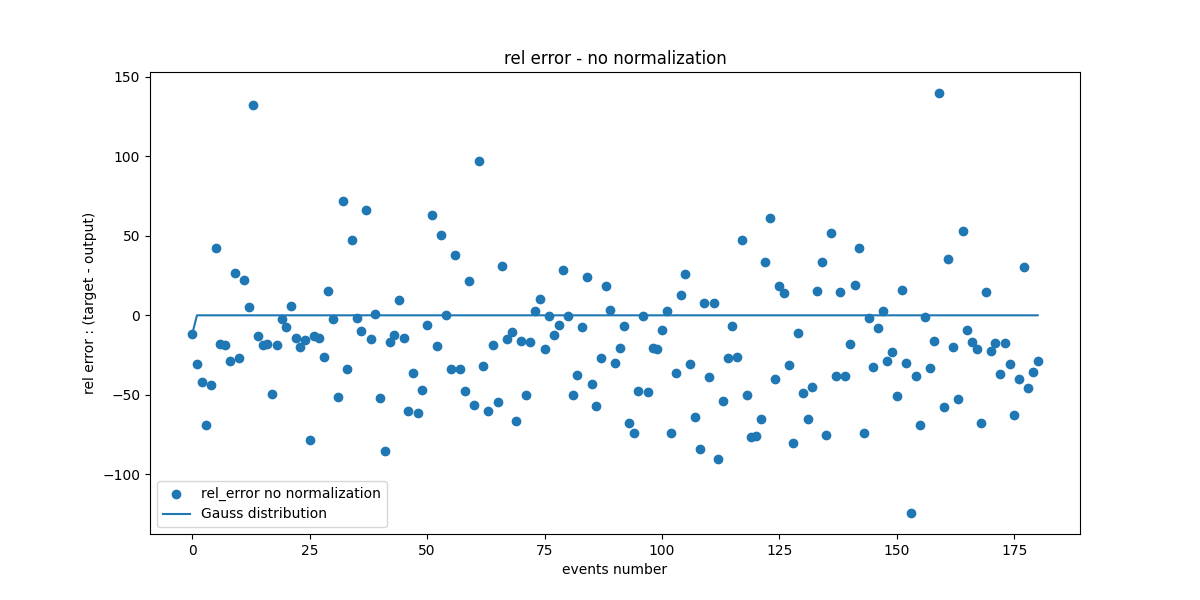 rel error - no normalization
rel error : (target - output)
150
100
50
0
−50
−100
rel_error no normalization
Gauss distribution
0 25 50 75 100 125 150 175
events number